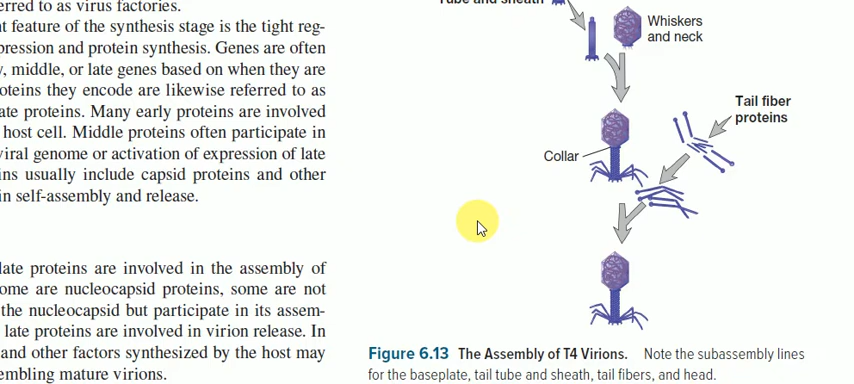 erred to as virus factories.
nt feature of the synthesis stage is the tight reg-
pression and protein synthesis. Genes are often
y, middle, or late genes based on when they are
roteins they encode are likewise referred to as
ate proteins. Many early proteins are involved
host cell. Middle proteins often participate in
viral genome or activation of expression of late
ins usually include capsid proteins and other
in self-assembly and release.
late proteins are involved in the assembly of
ome are nucleocapsid proteins, some are not
the nucleocapsid but participate in its assem-
late proteins are involved in virion release. In
and other factors synthesized by the host may
embling mature virions.
Tube and sheath
Whiskers
and neck
Tail fiber
proteins
Collar
Figure 6.13 The Assembly of T4 Virions. Note the subassembly lines
for the baseplate, tail tube and sheath, tail fibers, and head.